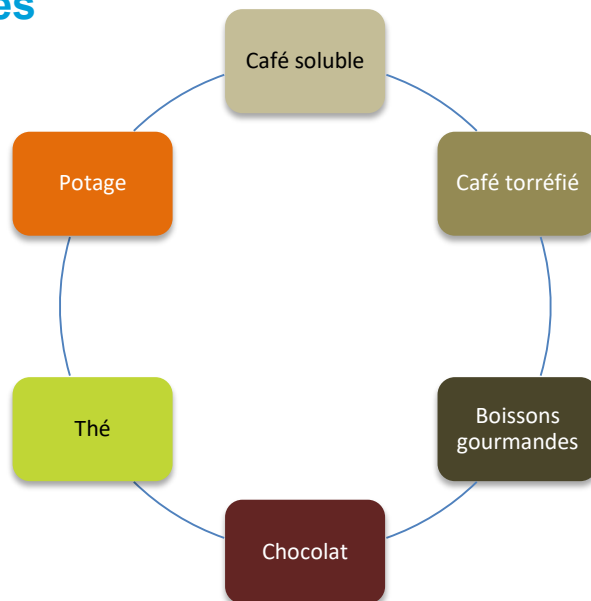 es
Café soluble
Café torréfié
Boissons
gourmandes
Chocolat
Thé
Potage